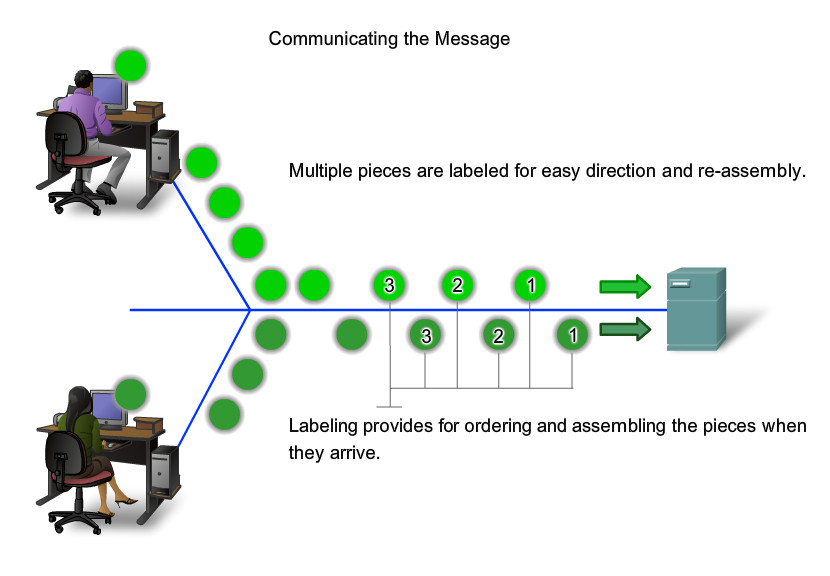 Communicating the Message
Multiple pieces are labeled for easy direction and re-assembly.
3 2 1
3 2 1
Labeling provides for ordering and assembling the pieces when
they arrive.